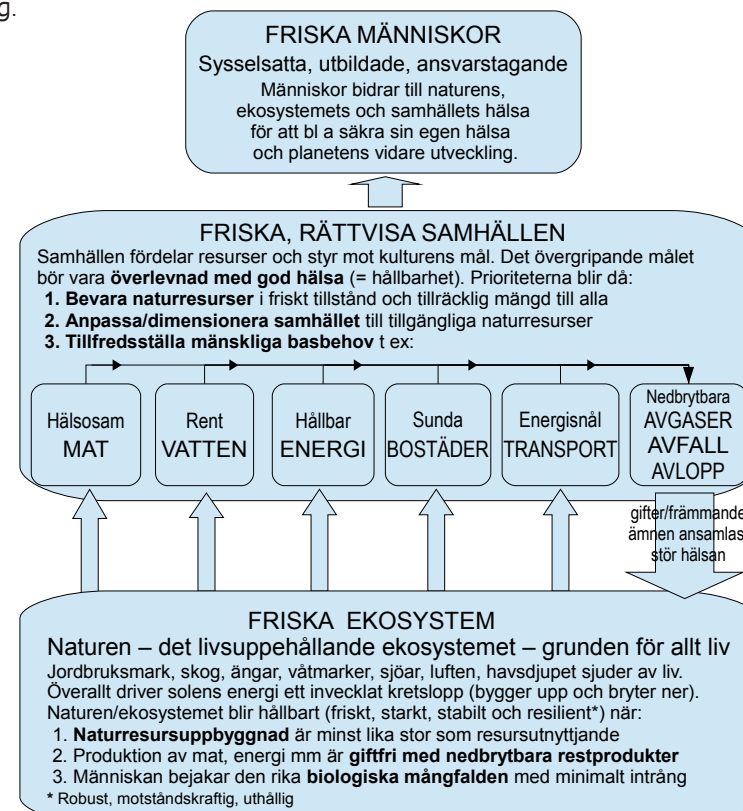 g.
FRISKA MÄNNISKOR
Sysselsatta, utbildade, ansvarstagande
Människor bidrar till naturens,
ekosystemets och samhällets hälsa
för att bl a säkra sin egen hälsa
och planetens vidare utveckling.
FRISKA, RÄTTVISA SAMHÄLLEN
Samhällen fördelar resurser och styr mot kulturens mål. Det övergripande målet
bör vara överlevnad med god hälsa (= hållbarhet). Prioriteterna blir då:
1. Bevara naturresurser i friskt tillstånd och tillräcklig mängd till alla
2. Anpassa/dimensionera samhället till tillgängliga naturresurser
3. Tillfredsställa mänskliga basbehov t ex:
Hälsosam
MAT
Rent
VATTEN
Hållbar
ENERGI
Sunda
BOSTÄDER
Energisnål
TRANSPORT
Nedbrytbara
AVGASER
AVFALL
AVLOPP
gifter/främmande
ämnen ansamlas
stör hälsan
FRISKA EKOSYSTEM
Naturen – det livsuppehållande ekosystemet – grunden för allt liv
Jordbruksmark, skog, ängar, våtmarker, sjöar, luften, havsdjupet sjuder av liv.
Överallt driver solens energi ett invecklat kretslopp (bygger upp och bryter ner).
Naturen/ekosystemet blir hållbart (friskt, starkt, stabilt och resilient*) när:
1. Naturresursuppbyggnad är minst lika stor som resursutnyttjande
2. Produktion av mat, energi mm är giftfri med nedbrytbara restprodukter
3. Människan bejakar den rika biologiska mångfalden med minimalt intrång
* Robust, motståndskraftig, uthållig